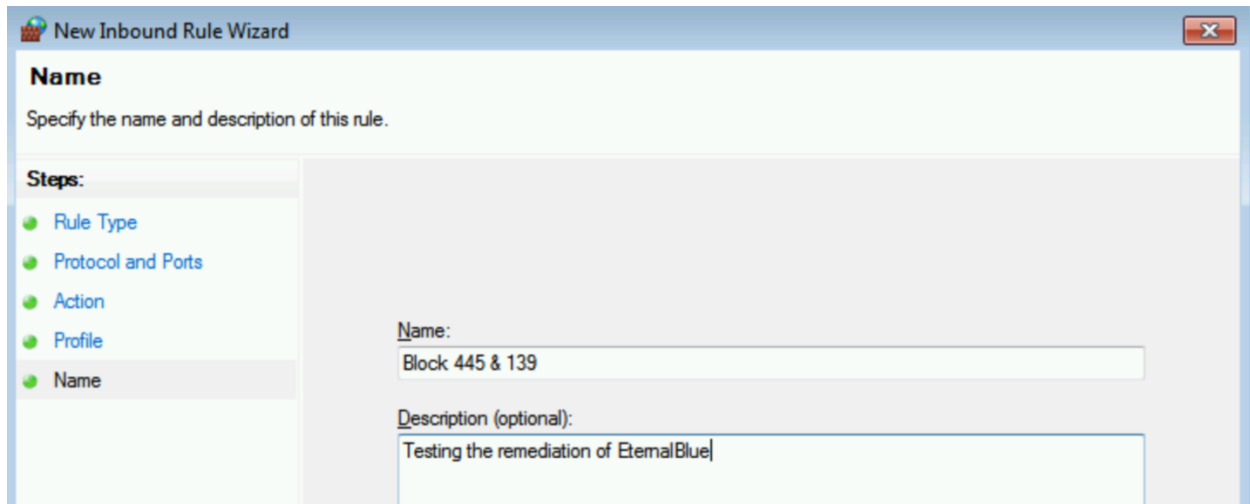 New Inbound Rule Wizard
Name
Specify the name and description of this rule.
Steps:
Rule Type
Protocol and Ports
Action
Profile
Name
Name:
Block 445 & 139
Description (optional):
Testing the remediation of EternalBlue